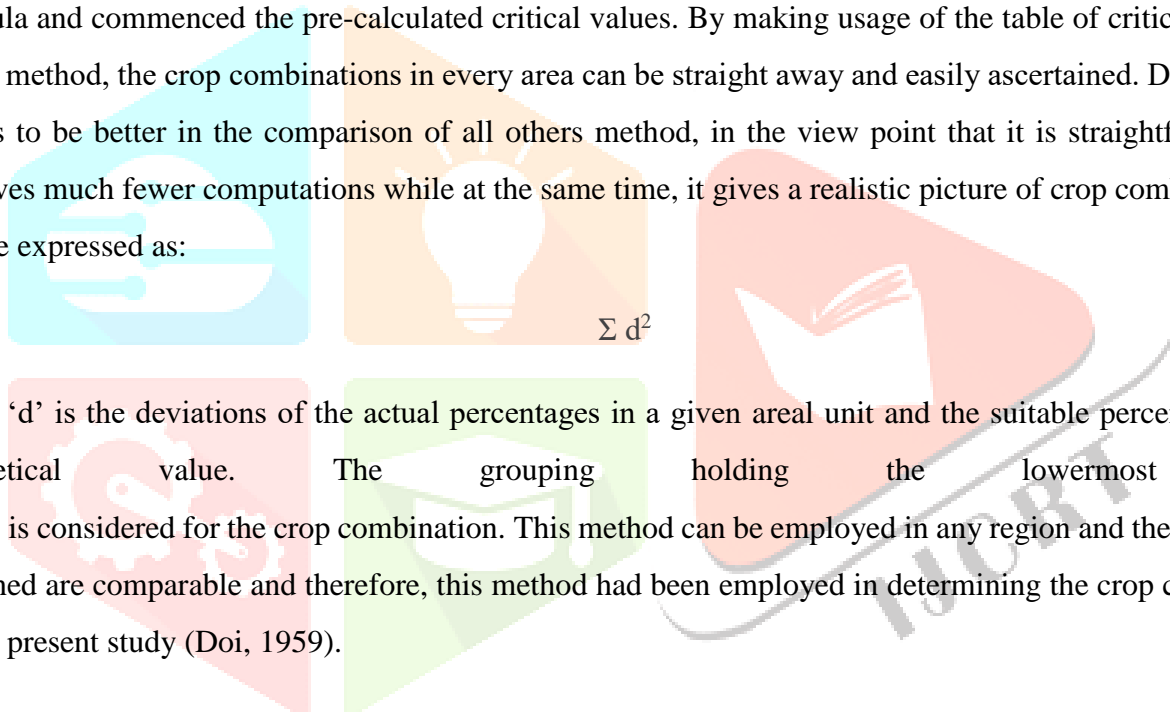 ula and commenced the pre-calculated critical values. By making usage of the table of critic
method, the crop combinations in every area can be straight away and easily ascertained. D
s to be better in the comparison of all others method, in the view point that it is straightf
ves much fewer computations while at the same time, it gives a realistic picture of crop com
e expressed as:
Σ d²
‘d’ is the deviations of the actual percentages in a given areal unit and the suitable perce
etical value. The grouping holding the lowermost
is considered for the crop combination. This method can be employed in any region and the
ned are comparable and therefore, this method had been employed in determining the crop c
present study (Doi, 1959).
IJCRT